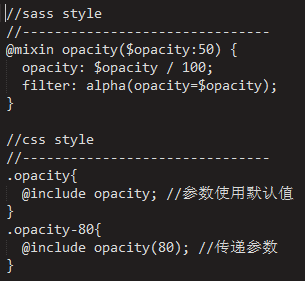 //sass style
//-------------------------------
@mixin opacity($opacity:50) {
  opacity: $opacity / 100;
  filter: alpha(opacity=$opacity);
}

//css style
//-------------------------------
.opacity{
  @include opacity; //参数使用默认值
}
.opacity-80{
  @include opacity(80); //传递参数
}